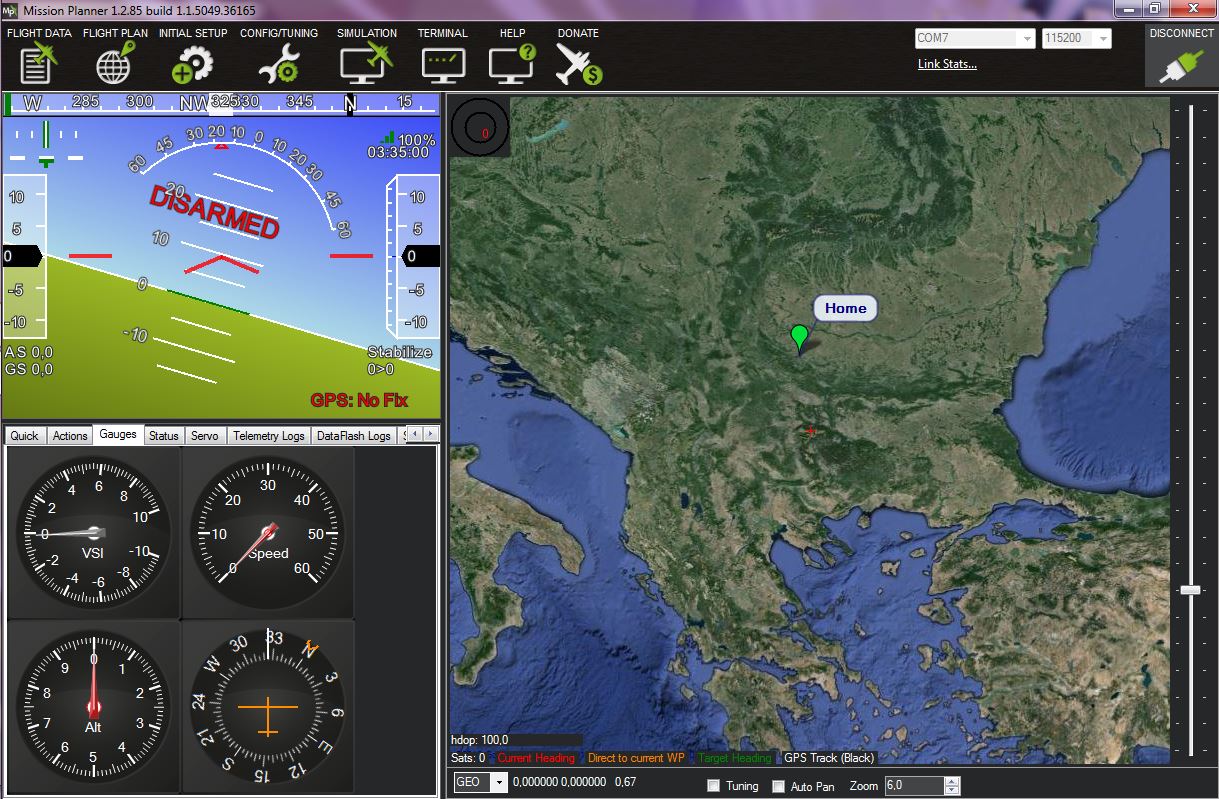 Mission Planner 1.2.85 build 1.1.5049.36165
FLIGHT DATA FLIGHT PLAN INITIAL SETUP CONFIG/TUNING SIMULATION TERMINAL HELP DONATE
COM7 115200 DISCONNECT
Link Stats...
W 285 300 NW 325 330 345 N 15
60 45 30 20 10 0 10 20 30 45 60
100%
03:35:00
DISARMED
20
10
0
-10
10
5
0
-5
-10
10
5
0
-5
-10
AS 0,0
GS 0,0
Stabilize
0>0
GPS: No Fix
0
Home
Quick Actions Gauges Status Servo Telemetry Logs DataFlash Logs
-10 -8 -6 -4 -2 0 2 4 6 8 10
VSI
0 10 20 30 40 50 60
Speed
0 1 2 3 4 5 6 7 8 9
Alt
33 N 3 6 E 12 15 S 21 24 W 30
hdop: 100,0
Sats: 0 Current Heading Direct to current WP Target Heading GPS Track (Black)
GEO 0,000000 0,000000 0,67 Tuning Auto Pan Zoom 6,0